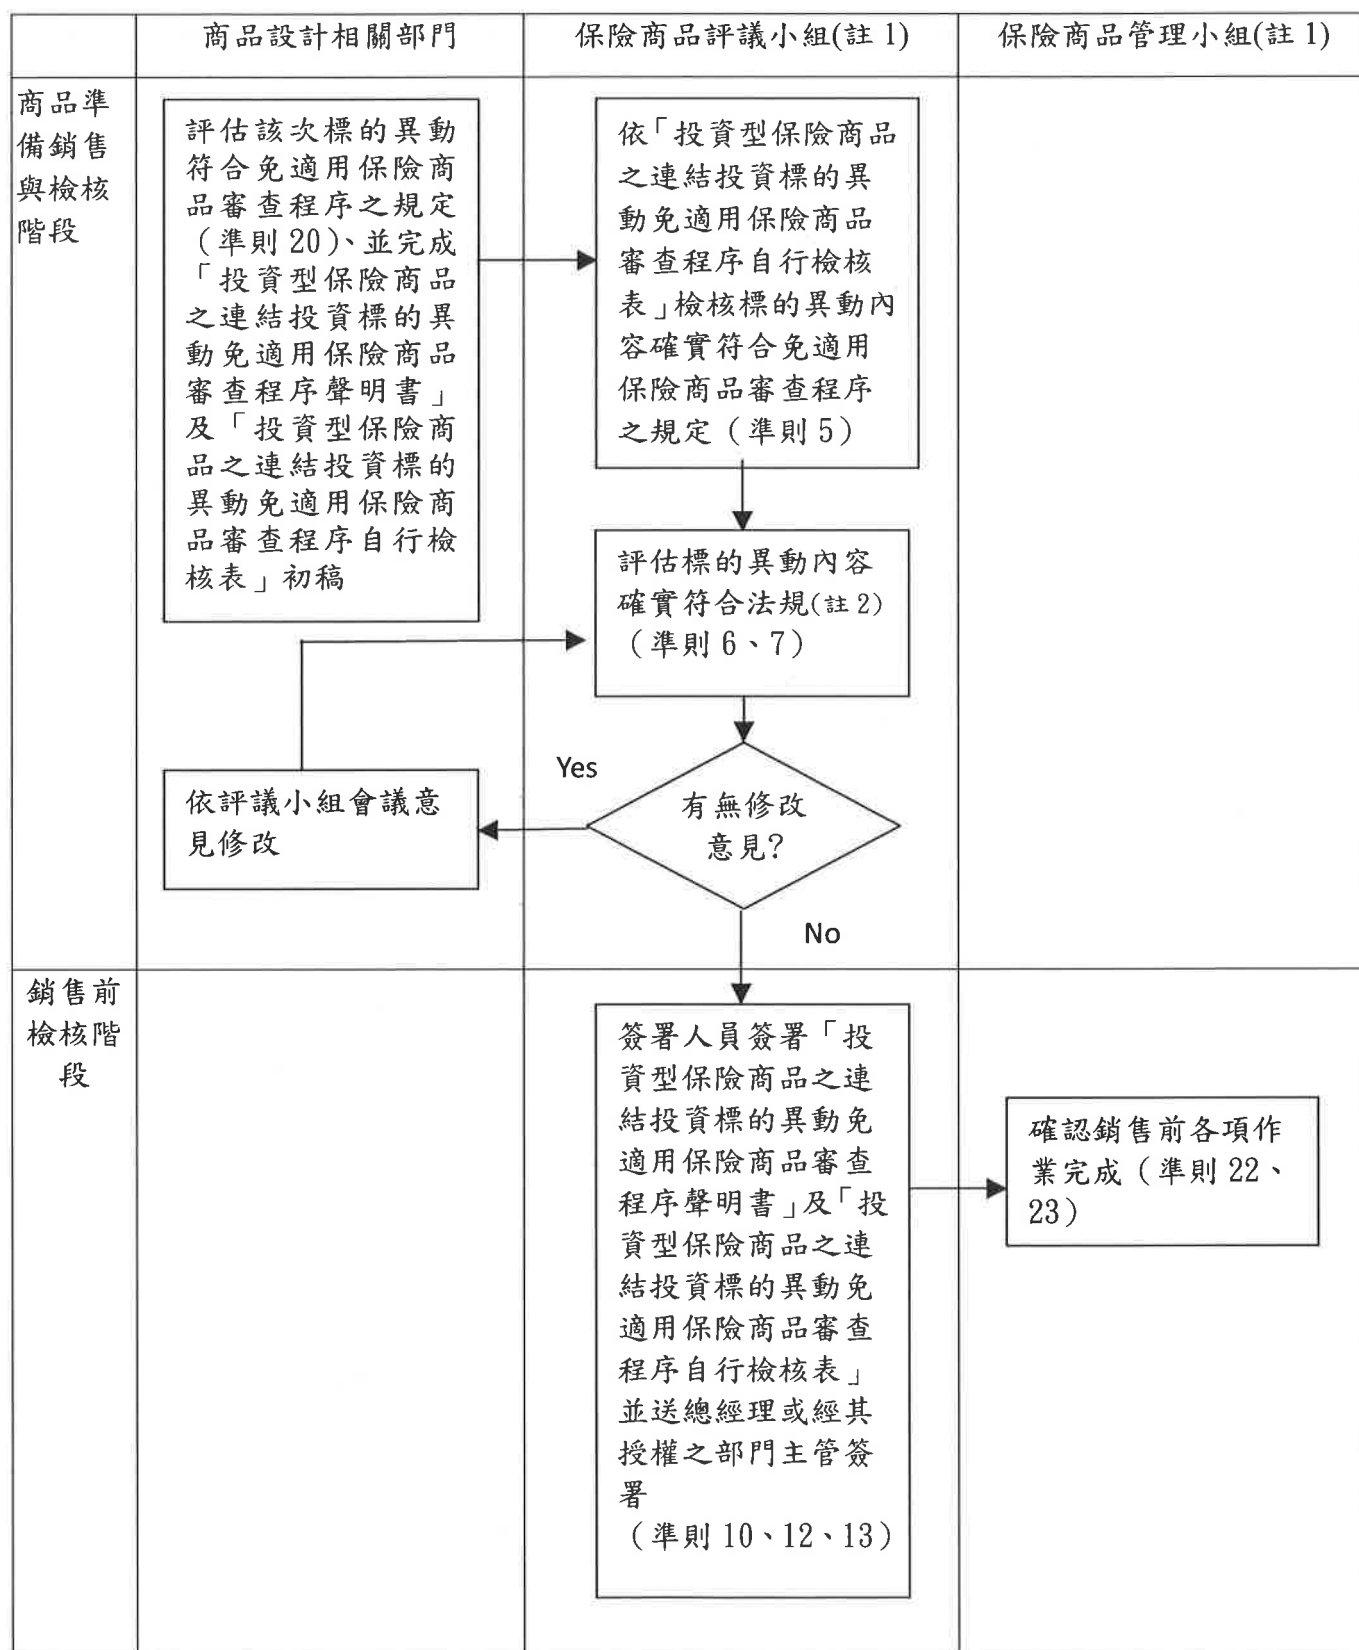 商品設計相關部門
保險商品評議小組(註 1)
保險商品管理小組(註 1)
商品準
備銷售
與檢核
階段
評估該次標的異動
符合免適用保險商
品審查程序之規定
（準則 20）、並完成
「投資型保險商品
之連結投資標的異
動免適用保險商品
審查程序聲明書」
及「投資型保險商
品之連結投資標的
異動免適用保險商
品審查程序自行檢
核表」初稿
依「投資型保險商品
之連結投資標的異
動免適用保險商品
審查程序自行檢核
表」檢核標的異動內
容確實符合免適用
保險商品審查程序
之規定（準則 5）
評估標的異動內容
確實符合法規(註 2)
（準則 6、7）
Yes
有無修改
意見?
依評議小組會議意
見修改
No
銷售前
檢核階
段
簽署人員簽署「投
資型保險商品之連
結投資標的異動免
適用保險商品審查
程序聲明書」及「投
資型保險商品之連
結投資標的異動免
適用保險商品審查
程序自行檢核表」
並送總經理或經其
授權之部門主管簽
署
（準則 10、12、13）
確認銷售前各項作
業完成（準則 22、
23）